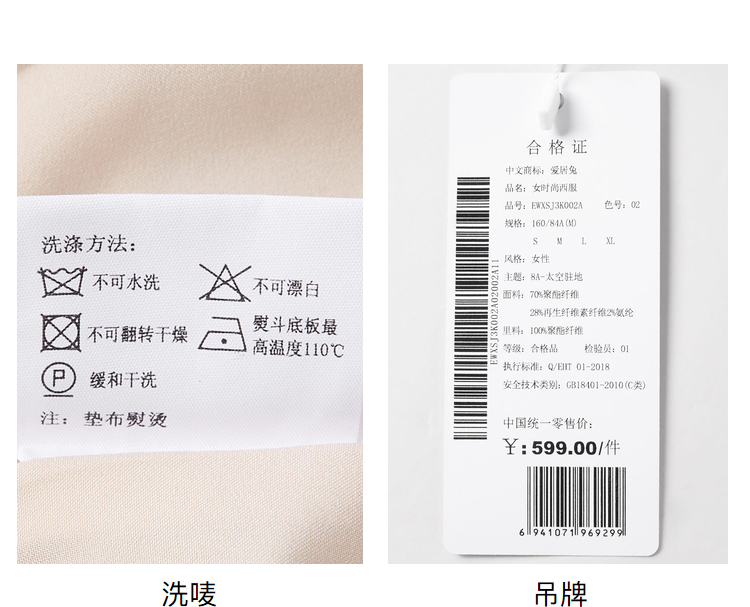 洗涤方法:
不可水洗
不可漂白
不可翻转干燥
熨斗底板最
高温度110℃
P
缓和干洗
注: 垫布熨烫
洗唛
合格证
中文商标: 爱居兔
品名: 女时尚西服
品号: EWXSJ3K002A 色号: 02
规格: 160/84A(M)
S M L XL
风格: 女性
主题: 8A-太空驻地
面料: 70%聚酯纤维
28%再生纤维素纤维2%氨纶
里料: 100%聚酯纤维
等级: 合格品 检验员: 01
执行标准: Q/EHT 01-2018
安全技术类别: GB18401-2010(C类)
EWXSJ3K002A02002A11
中国统一零售价:
¥: 599.00/件
6 941071 969299
吊牌